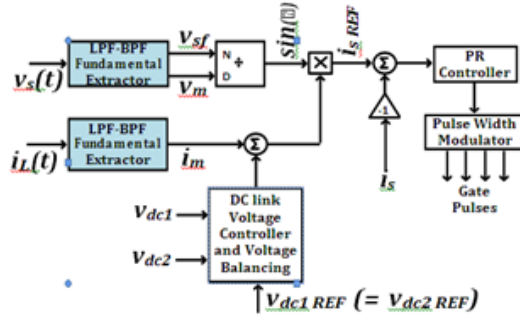 v_s(t)
LPF-BPF
Fundamental
Extractor
v_sf
v_m
N
D
÷
sin(▯)
×
i_s REF
Σ
-1
i_s
PR
Controller
Pulse Width
Modulator
Gate
Pulses
i_L(t)
LPF-BPF
Fundamental
Extractor
i_m
Σ
v_dc1
v_dc2
DC link
Voltage
Controller
and Voltage
Balancing
v_dc1 REF (= v_dc2 REF)